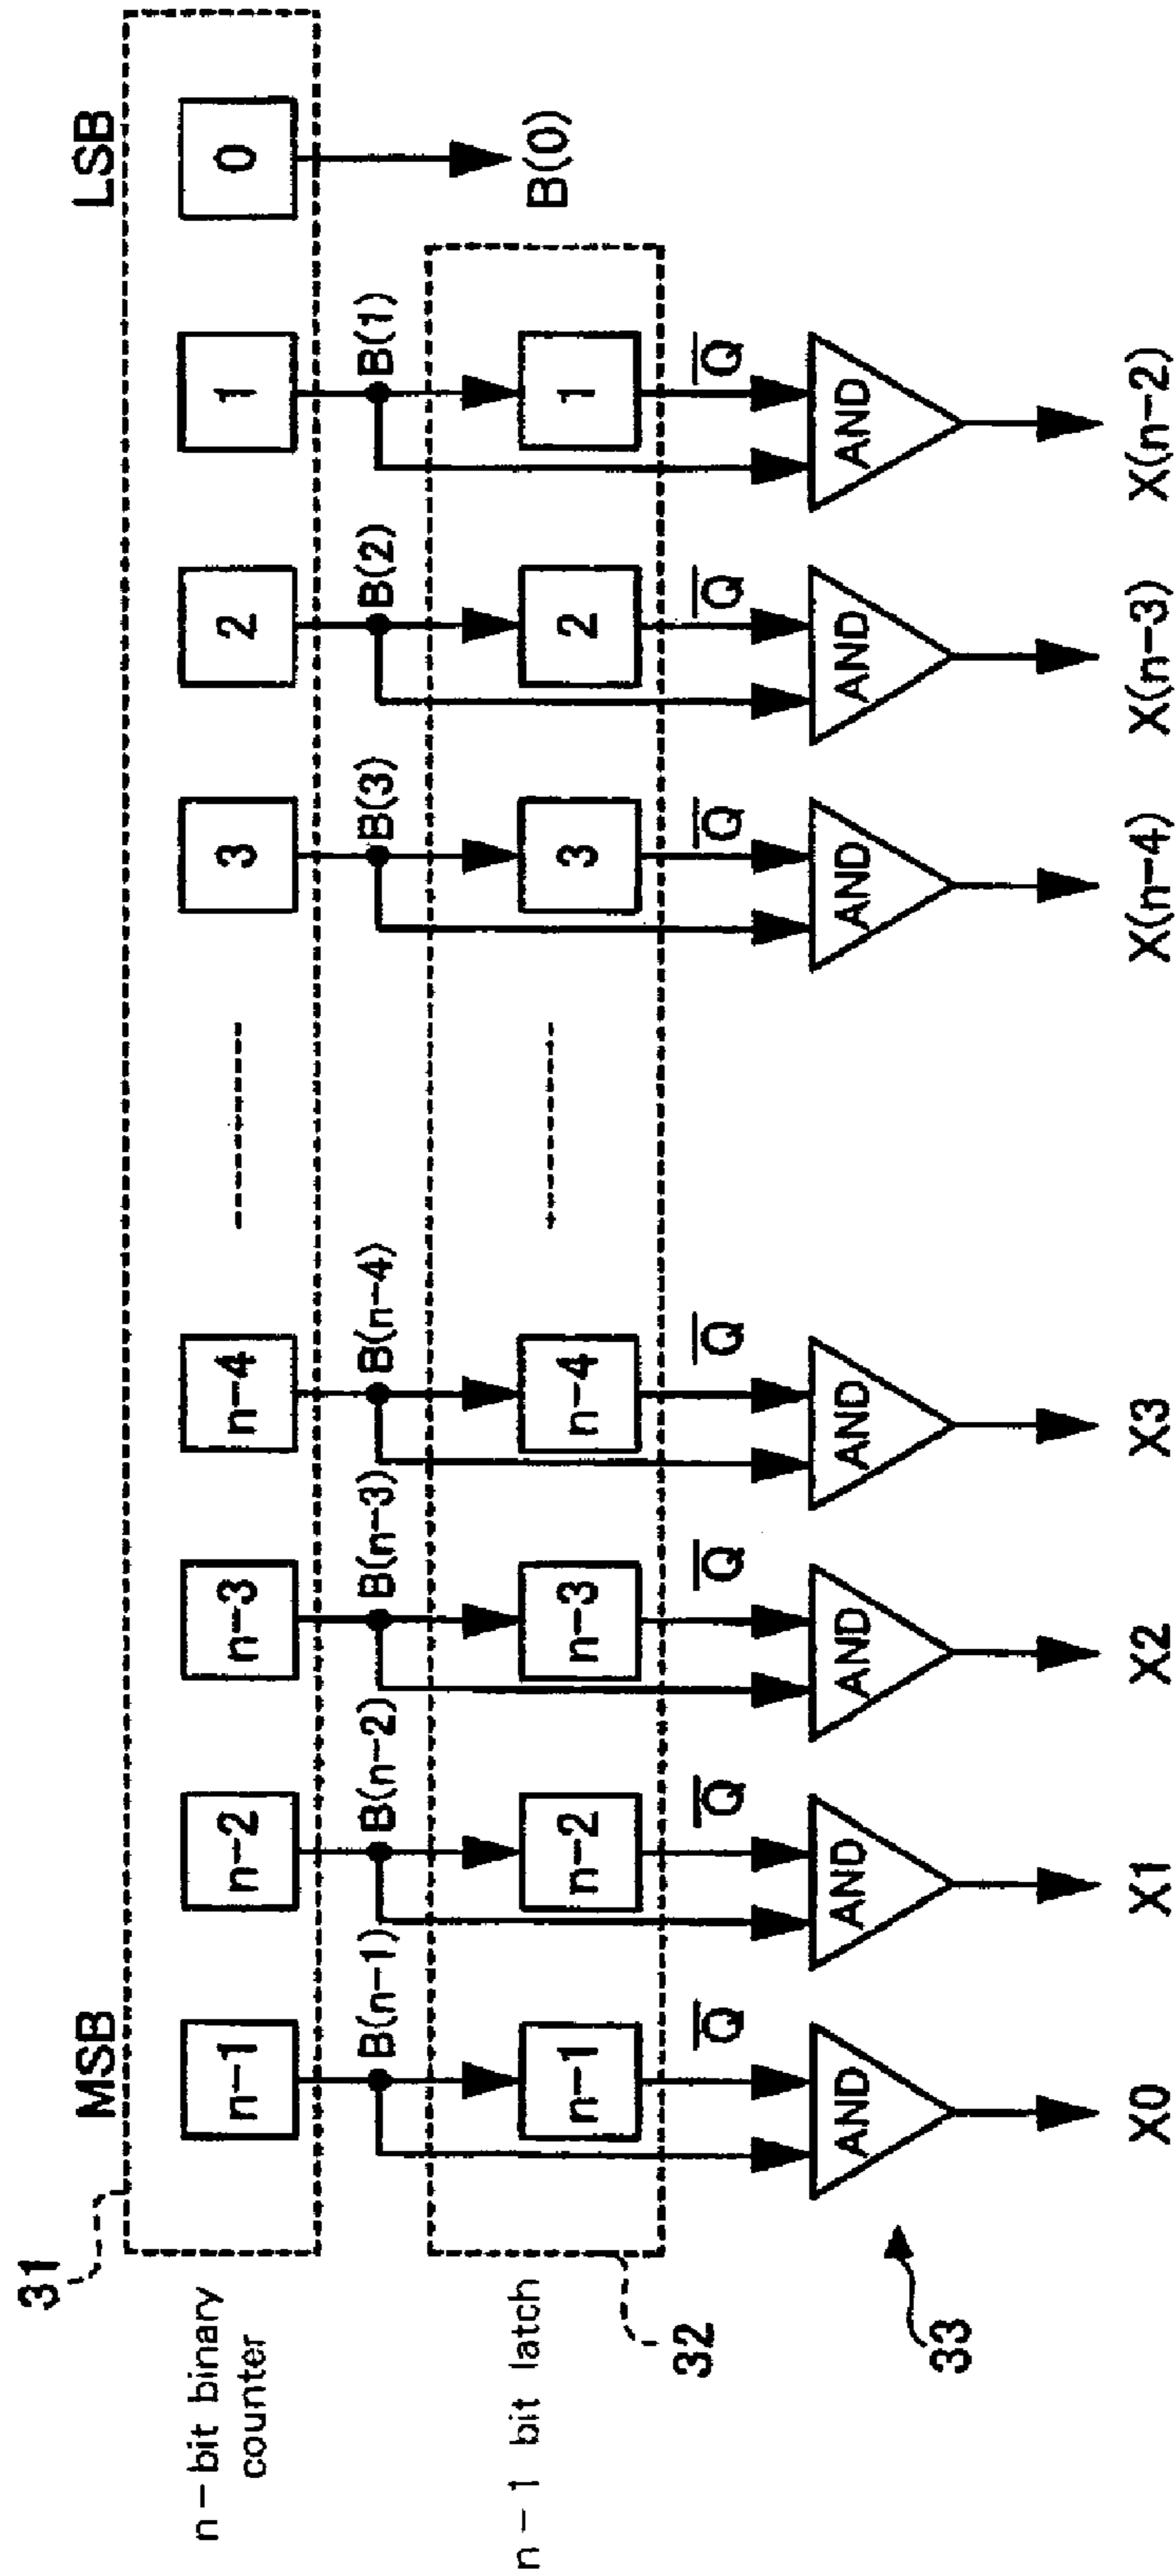 31
MSB
LSB
n-bit binary
counter
n-1
n-2
n-3
n-4
3
2
1
0
B(n-1)
B(n-2)
B(n-3)
B(n-4)
B(3)
B(2)
B(1)
B(0)
n-1 bit latch
n-1
n-2
n-3
n-4
3
2
1
32
Q̅
Q̅
Q̅
Q̅
Q̅
Q̅
Q̅
33
AND
AND
AND
AND
AND
AND
AND
X0
X1
X2
X3
X(n-4)
X(n-3)
X(n-2)